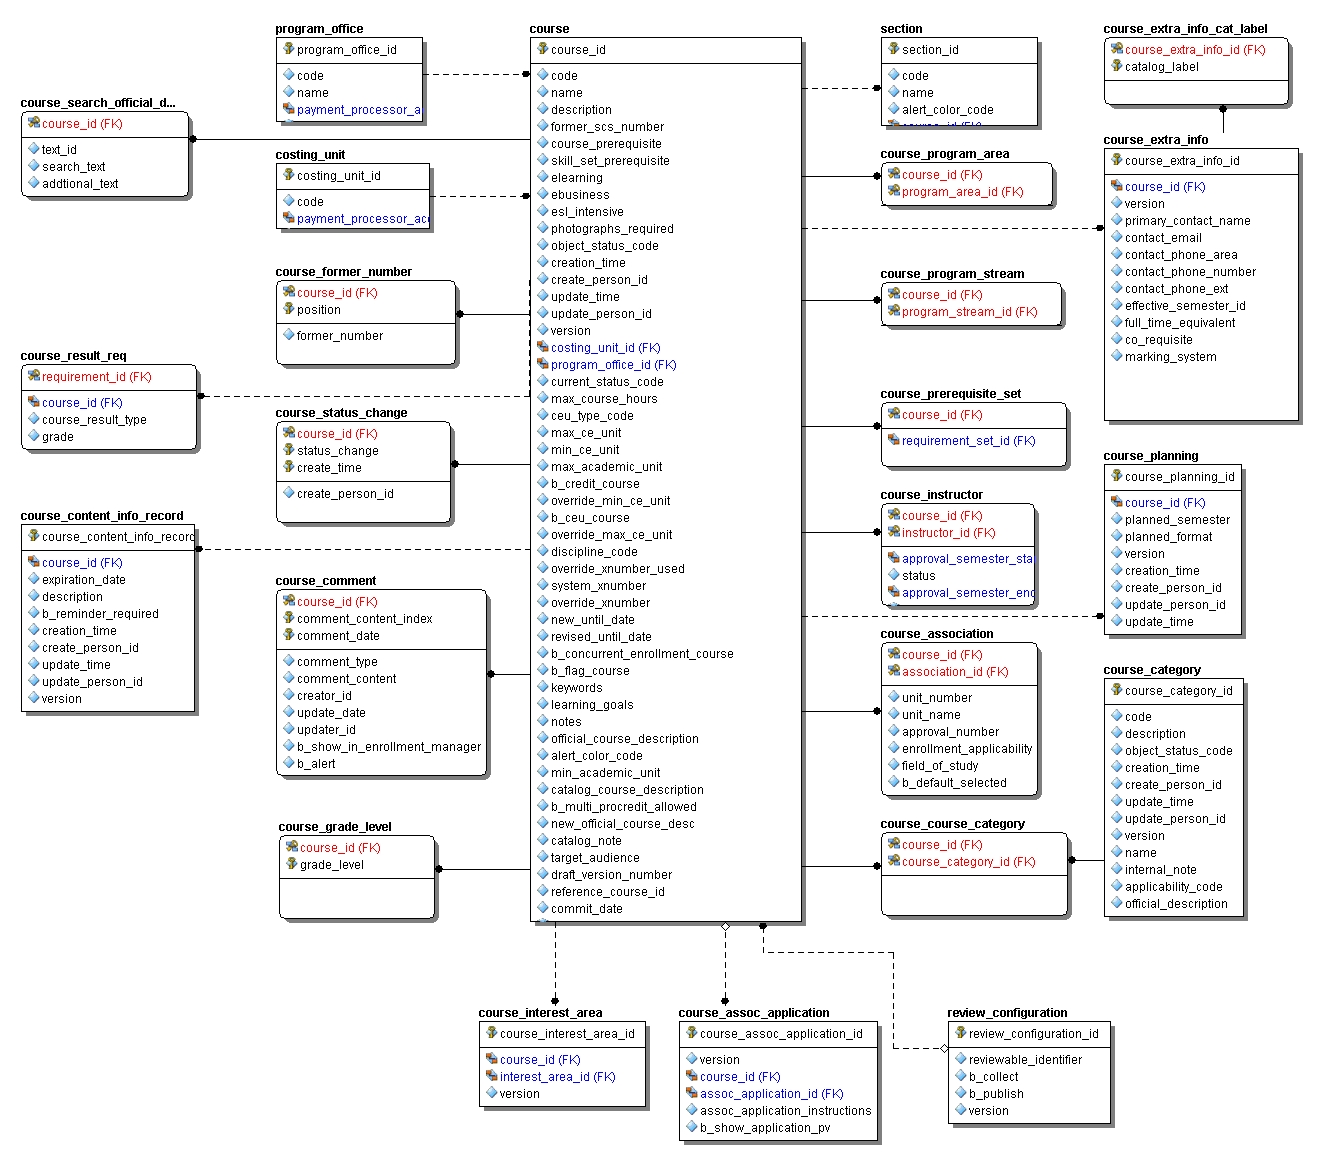 program_office
program_office_id
code
name
payment_processor_a
course_search_official_d...
course_id (FK)
text_id
search_text
addtional_text
costing_unit
costing_unit_id
code
payment_processor_acc
course_former_number
course_id (FK)
position
former_number
course_result_req
requirement_id (FK)
course_id (FK)
course_result_type
grade
course_status_change
course_id (FK)
status_change
create_time
create_person_id
course_content_info_record
course_content_info_record
course_id (FK)
expiration_date
description
b_reminder_required
creation_time
create_person_id
update_time
update_person_id
version
course_comment
course_id (FK)
comment_content_index
comment_date
comment_type
comment_content
creator_id
update_date
updater_id
b_show_in_enrollment_manager
b_alert
course_grade_level
course_id (FK)
grade_level
course
course_id
code
name
description
former_scs_number
course_prerequisite
skill_set_prerequisite
elearning
ebusiness
esl_intensive
photographs_required
object_status_code
creation_time
create_person_id
update_time
update_person_id
version
costing_unit_id (FK)
program_office_id (FK)
current_status_code
max_course_hours
ceu_type_code
max_ce_unit
min_ce_unit
max_academic_unit
b_credit_course
override_min_ce_unit
b_ceu_course
override_max_ce_unit
discipline_code
override_xnumber_used
system_xnumber
override_xnumber
new_until_date
revised_until_date
b_concurrent_enrollment_course
b_flag_course
keywords
learning_goals
notes
official_course_description
alert_color_code
min_academic_unit
catalog_course_description
b_multi_procredit_allowed
new_official_course_desc
catalog_note
target_audience
draft_version_number
reference_course_id
commit_date
section
section_id
code
name
alert_color_code
course_program_area
course_id (FK)
program_area_id (FK)
course_program_stream
course_id (FK)
program_stream_id (FK)
course_prerequisite_set
course_id (FK)
requirement_set_id (FK)
course_instructor
course_id (FK)
instructor_id (FK)
approval_semester_sta
status
approval_semester_end
course_association
course_id (FK)
association_id (FK)
unit_number
unit_name
approval_number
enrollment_applicability
field_of_study
b_default_selected
course_course_category
course_id (FK)
course_category_id (FK)
course_extra_info_cat_label
course_extra_info_id (FK)
catalog_label
course_extra_info
course_extra_info_id
course_id (FK)
version
primary_contact_name
contact_email
contact_phone_area
contact_phone_number
contact_phone_ext
effective_semester_id
full_time_equivalent
co_requisite
marking_system
course_planning
course_planning_id
course_id (FK)
planned_semester
planned_format
version
creation_time
create_person_id
update_person_id
update_time
course_category
course_category_id
code
description
object_status_code
creation_time
create_person_id
update_time
update_person_id
version
name
internal_note
applicability_code
official_description
course_interest_area
course_interest_area_id
course_id (FK)
interest_area_id (FK)
version
course_assoc_application
course_assoc_application_id
version
course_id (FK)
assoc_application_id (FK)
assoc_application_instructions
b_show_application_pv
review_configuration
review_configuration_id
reviewable_identifier
b_collect
b_publish
version